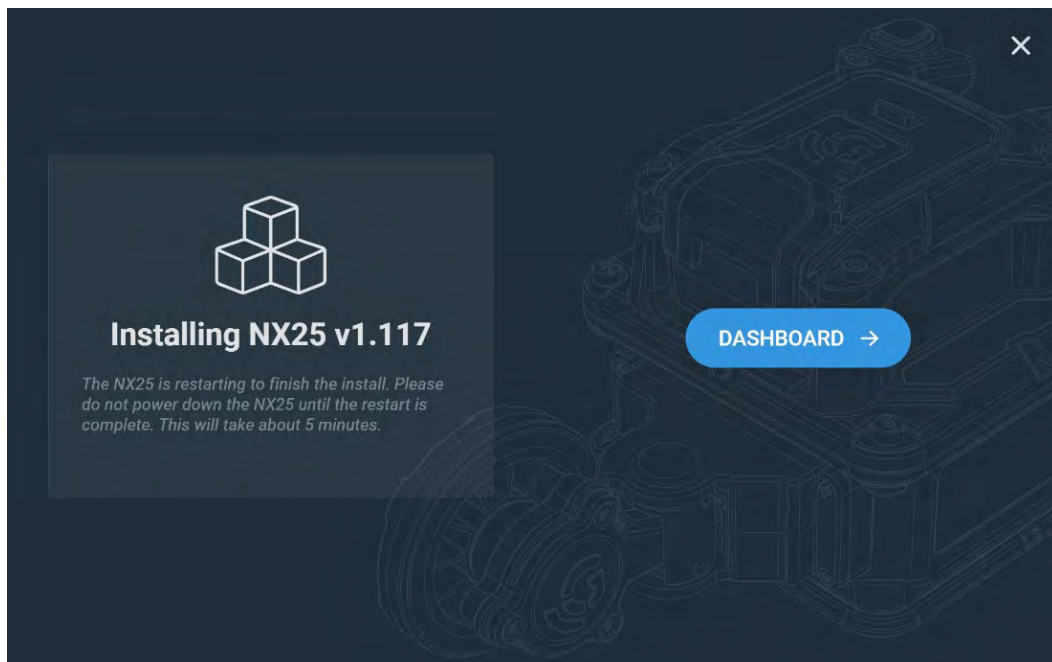 Installing NX25 v1.117
The NX25 is restarting to finish the install. Please
do not power down the NX25 until the restart is
complete. This will take about 5 minutes.
DASHBOARD →